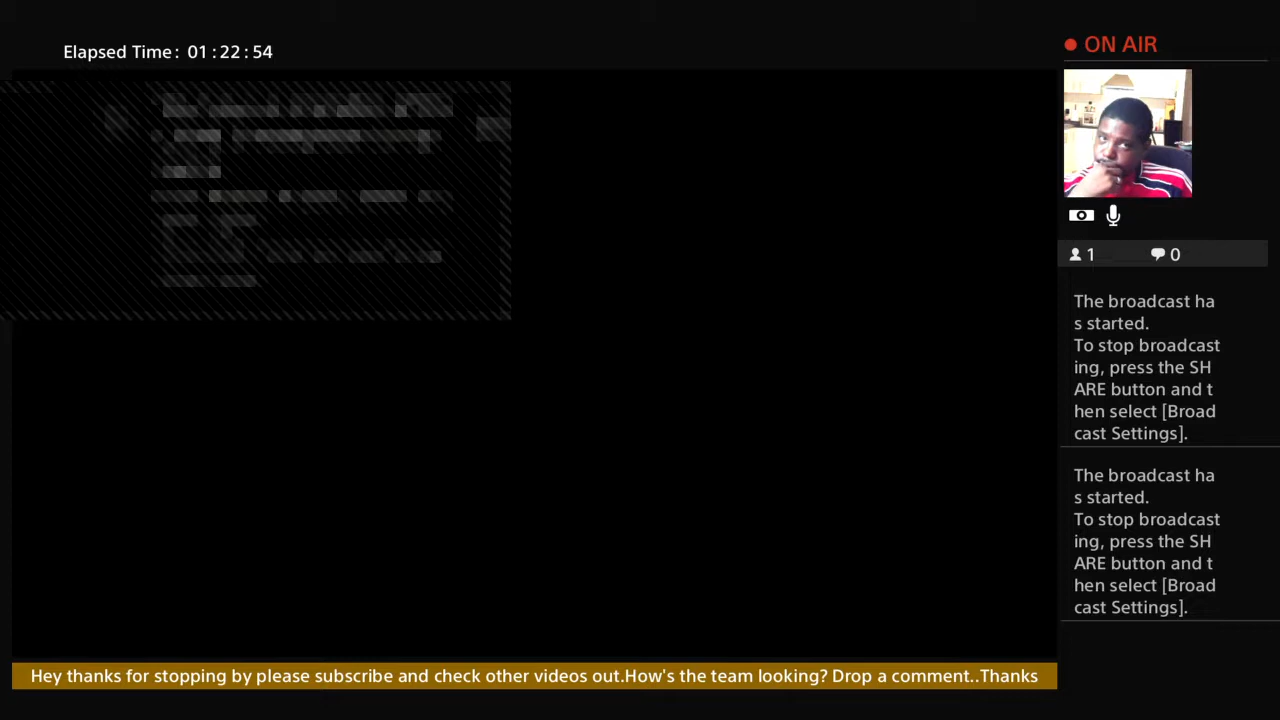 Elapsed Time: 01:22:54
ON AIR
1 0
The broadcast ha
s started.
To stop broadcast
ing, press the SH
ARE button and t
hen select [Broad
cast Settings].
The broadcast ha
s started.
To stop broadcast
ing, press the SH
ARE button and t
hen select [Broad
cast Settings].
Hey thanks for stopping by please subscribe and check other videos out.How's the team looking? Drop a comment..Thanks